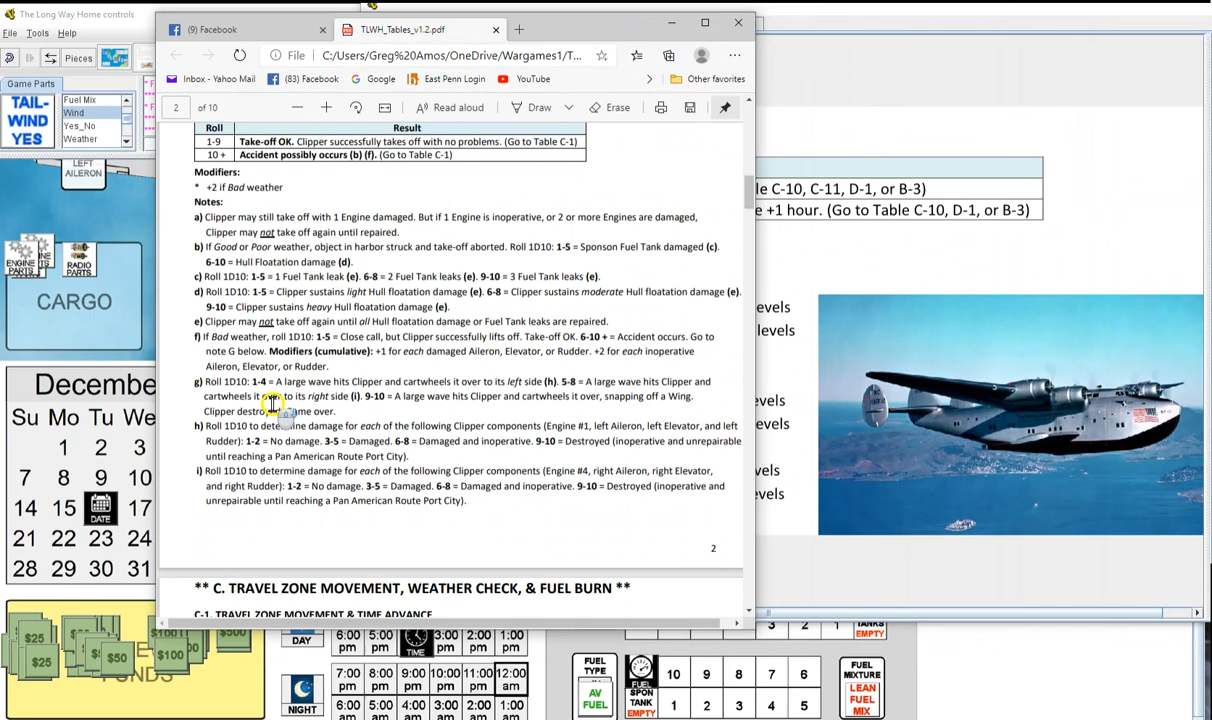 The Long Way Home controls
File Tools Help
Pieces
Game Parts
TAIL-
WIND
YES
Fuel Mix
Wind
Yes_No
Weather
LEFT
AILERON
ENGINE
PARTS
RADIO
PARTS
CARGO
December
Su Mo Tu W
1 2 3
7 8 9 10
14 15 DATE 17
21 22 23 24
28 29 30 31
$25
$25
$50
$100
$100
$500
(9) Facebook
TLWH_Tables_v1.2.pdf
File
C:/Users/Greg%20Amos/OneDrive/Wargames1/T...
Inbox - Yahoo Mail
(83) Facebook
Google
East Penn Login
YouTube
Other favorites
2 of 10
Read aloud
Draw
Erase
Roll Result
1-9 Take-off OK. Clipper successfully takes off with no problems. (Go to Table C-1)
10 + Accident possibly occurs (b) (f). (Go to Table C-1)
Modifiers:
* +2 if Bad weather
Notes:
a) Clipper may still take off with 1 Engine damaged. But if 1 Engine is inoperative, or 2 or more Engines are damaged,
Clipper may not take off again until repaired.
b) If Good or Poor weather, object in harbor struck and take-off aborted. Roll 1D10: 1-5 = Sponson Fuel Tank damaged (c).
6-10 = Hull Floatation damage (d).
c) Roll 1D10: 1-5 = 1 Fuel Tank leak (e). 6-8 = 2 Fuel Tank leaks (e). 9-10 = 3 Fuel Tank leaks (e).
d) Roll 1D10: 1-5 = Clipper sustains light Hull floatation damage (e). 6-8 = Clipper sustains moderate Hull floatation damage (e).
9-10 = Clipper sustains heavy Hull floatation damage (e).
e) Clipper may not take off again until all Hull floatation damage or Fuel Tank leaks are repaired.
f) If Bad weather, roll 1D10: 1-5 = Close call, but Clipper successfully lifts off. Take-off OK. 6-10 + = Accident occurs. Go to
note G below. Modifiers (cumulative): +1 for each damaged Aileron, Elevator, or Rudder. +2 for each inoperative
Aileron, Elevator, or Rudder.
g) Roll 1D10: 1-4 = A large wave hits Clipper and cartwheels it over to its left side (h). 5-8 = A large wave hits Clipper and
cartwheels it over to its right side (i). 9-10 = A large wave hits Clipper and cartwheels it over, snapping off a Wing.
Clipper over.
h) Roll 1D10 to determine damage for each of the following Clipper components (Engine #1, left Aileron, left Elevator, and left
Rudder): 1-2 = No damage. 3-5 = Damaged. 6-8 = Damaged and inoperative. 9-10 = Destroyed (inoperative and unrepairable
until reaching a Pan American Route Port City).
i) Roll 1D10 to determine damage for each of the following Clipper components (Engine #4, right Aileron, right Elevator,
and right Rudder): 1-2 = No damage. 3-5 = Damaged. 6-8 = Damaged and inoperative. 9-10 = Destroyed (inoperative and
unrepairable until reaching a Pan American Route Port City).
2
** C. TRAVEL ZONE MOVEMENT, WEATHER CHECK, & FUEL BURN **
C-1. TRAVEL ZONE MOVEMENT & TIME ADVANCE
le C-10, C-11, D-1, or B-3)
e +1 hour. (Go to Table C-10, D-1, or B-3)
evels
levels
els
evels
DAY
6:00 pm 5:00 pm TIME 3:00 pm 2:00 pm 1:00 pm
7:00 pm 8:00 pm 9:00 pm 10:00 pm 11:00 pm 12:00 am
NIGHT
6:00 am 5:00 am 4:00 am 3:00 am 2:00 am 1:00 am
3 2 1 TANKS EMPTY
FUEL TYPE
AV FUEL
FUEL
SPON TANK EMPTY
10 9 8 7 6
1 2 3 4 5
FUEL MIXTURE
LEAN FUEL MIX